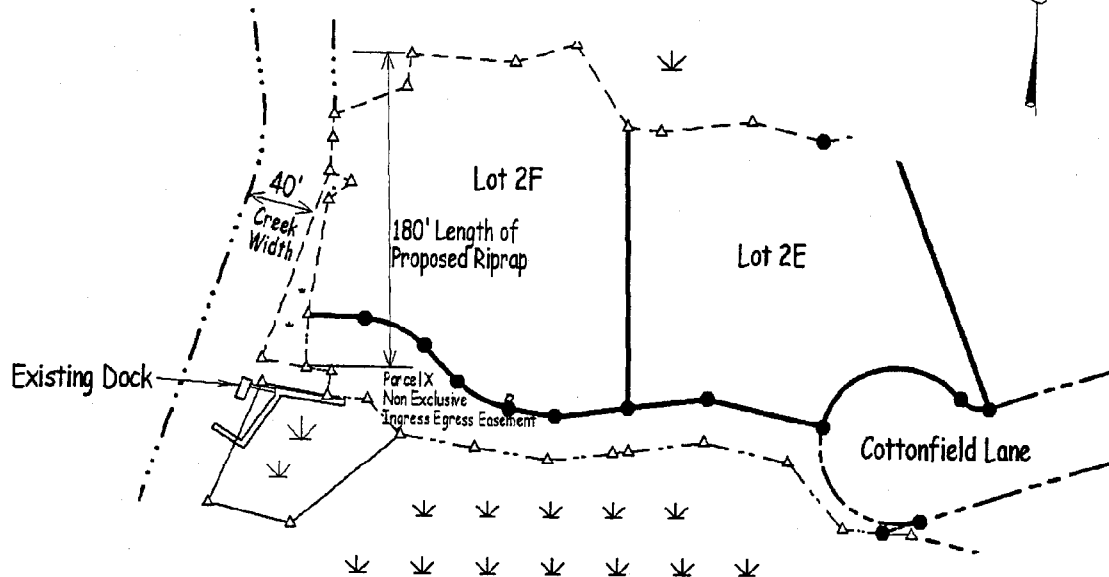 Lot 2F
40'
Creek
Width
180' Length of
Proposed Riprap
Lot 2E
Existing Dock
Parcel X
Non Exclusive
Ingress Egress Easement
Cottonfield Lane